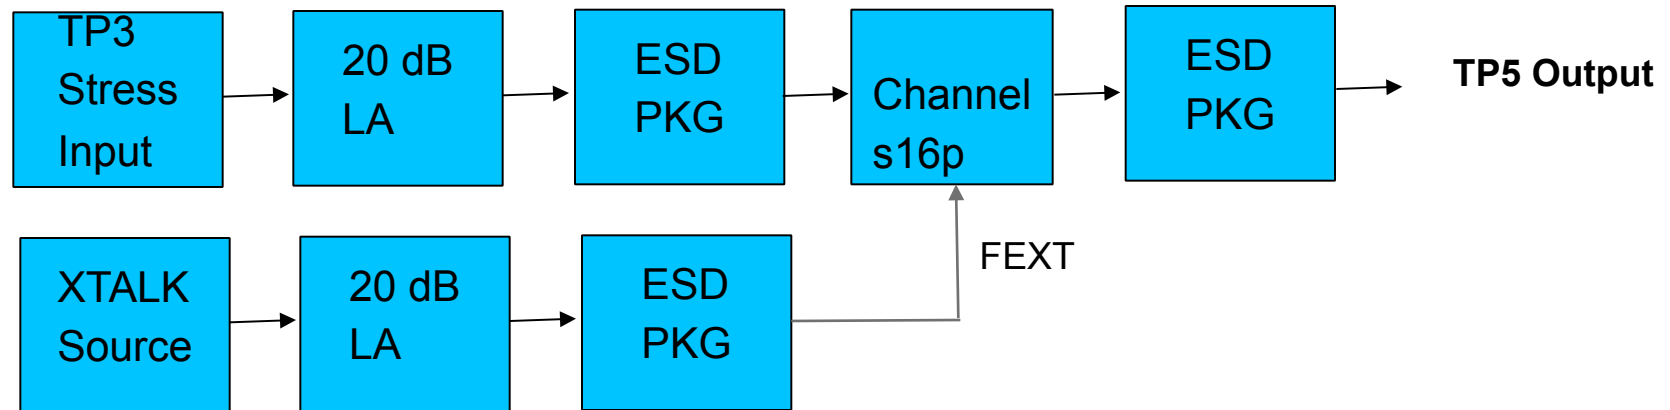 TP3
Stress
Input
20 dB
LA
ESD
PKG
Channel
s16p
ESD
PKG
TP5 Output
XTALK
Source
20 dB
LA
ESD
PKG
FEXT